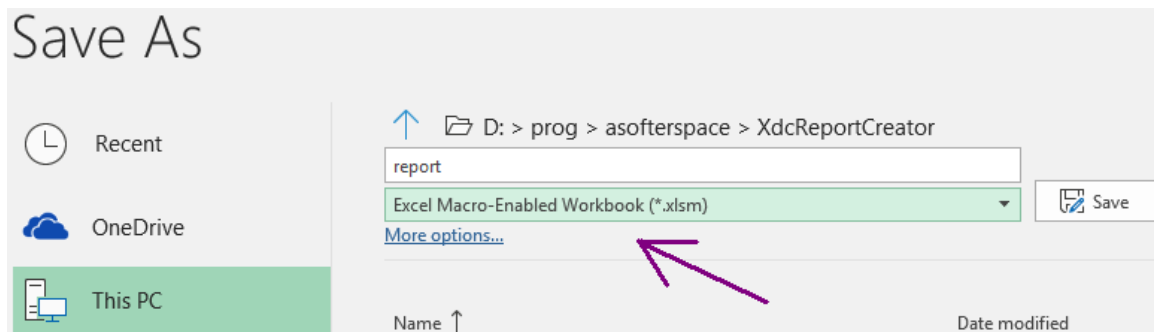 Save As
Recent
OneDrive
This PC
D: > prog > asofterspace > XdcReportCreator
report
Excel Macro-Enabled Workbook (*.xlsm)
Save
More options...
Name
Date modified